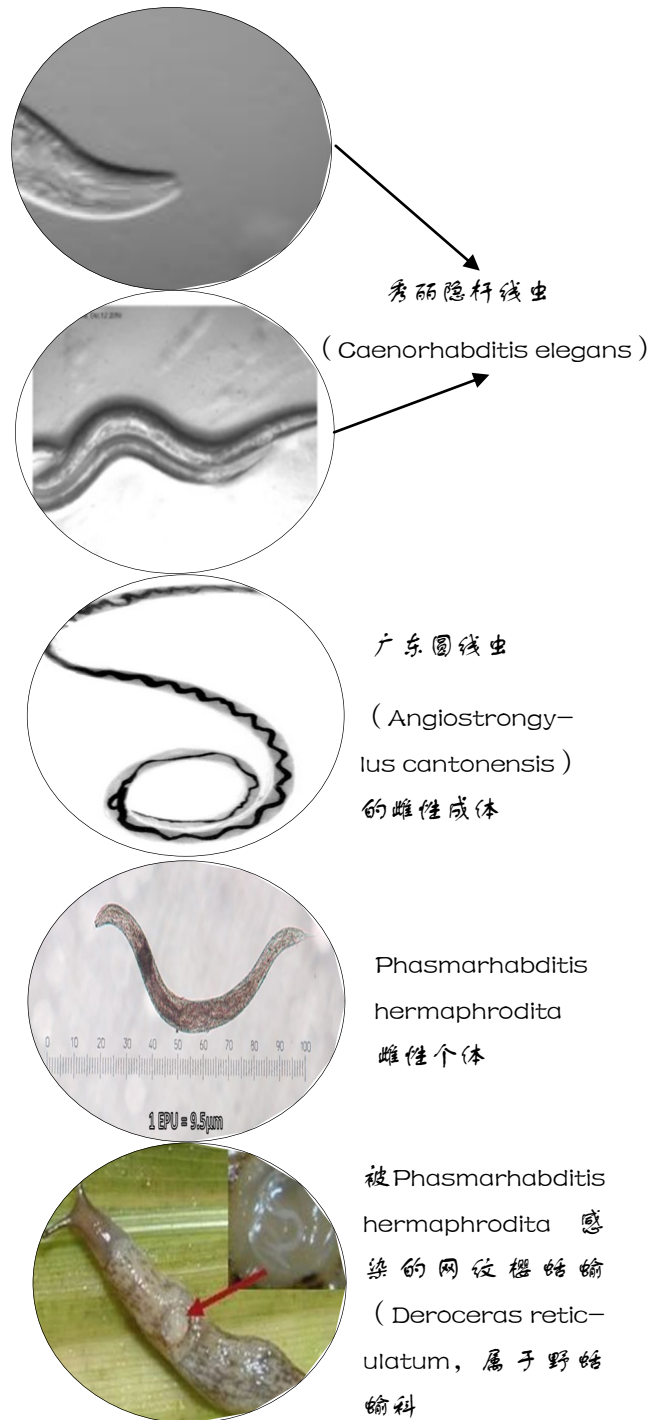 秀丽隐杆线虫
（Caenorhabditis elegans）
广东圆线虫
（Angiostrongy-
lus cantonensis）
的雌性成体
0 10 20 30 40 50 60 70 80 90 100
1 EPU = 9.5μm
Phasmarhabditis
hermaphrodita
雌性个体
被Phasmarhabditis
hermaphrodita 感
染的网纹樱蛞蝓
（Deroceras retic-
ulatum，属于野蛞
蝓科